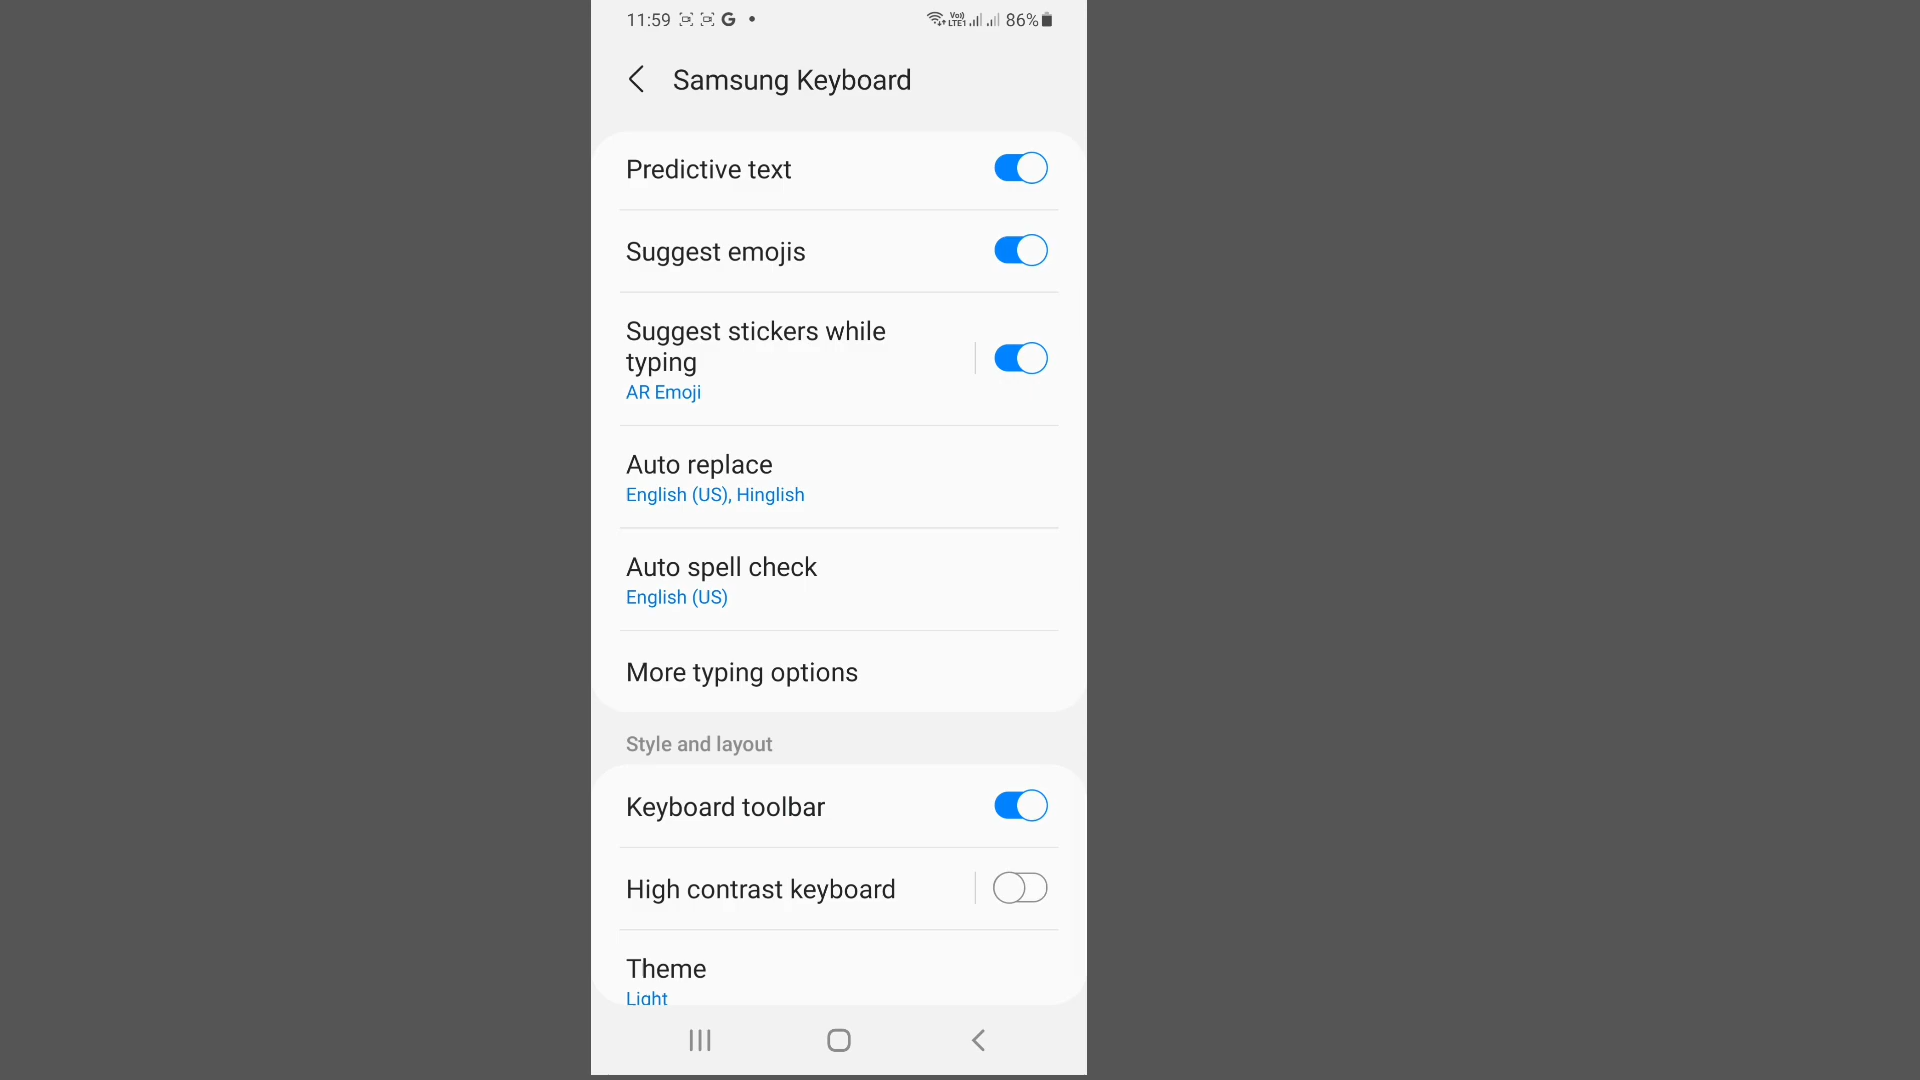 11:59 G • Vo)) LTE1 86%
Samsung Keyboard
Predictive text
Suggest emojis
Suggest stickers while
typing
AR Emoji
Auto replace
English (US), Hinglish
Auto spell check
English (US)
More typing options
Style and layout
Keyboard toolbar
High contrast keyboard
Theme
Light